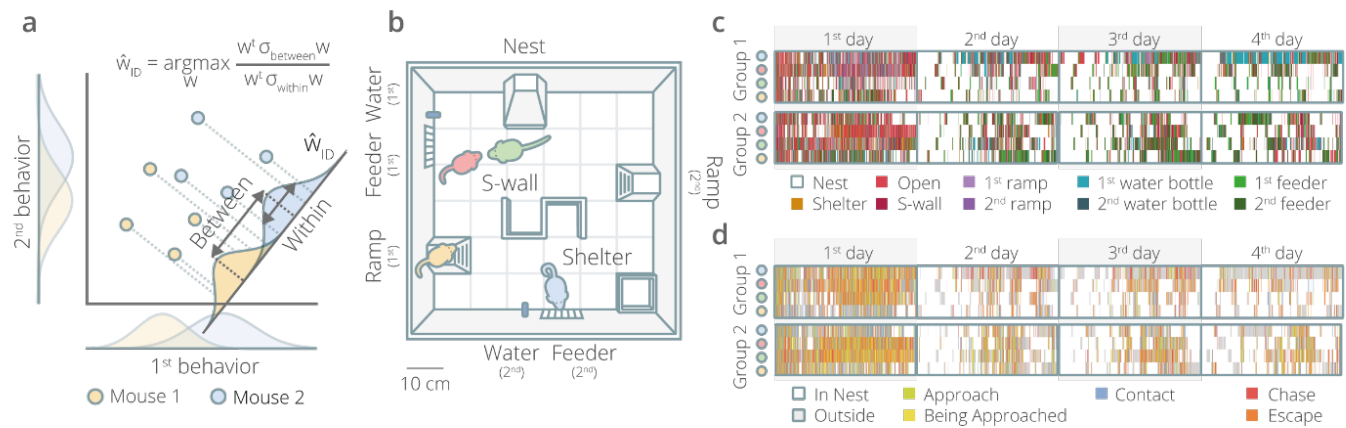 a
ŵ_ID = argmax_W (Wᵗ σ_between W) / (Wᵗ σ_within W)
2nd behavior
ŵ_ID
Between
Within
1st behavior
Mouse 1
Mouse 2
b
Nest
Water
(1st)
Feeder
(1st)
Ramp
(1st)
S-wall
Shelter
Ramp
(2nd)
Water
(2nd)
Feeder
(2nd)
10 cm
c
1st day
2nd day
3rd day
4th day
Group 1
Group 2
Nest
Open
1st ramp
1st water bottle
1st feeder
Shelter
S-wall
2nd ramp
2nd water bottle
2nd feeder
d
1st day
2nd day
3rd day
4th day
Group 1
Group 2
In Nest
Approach
Contact
Chase
Outside
Being Approached
Escape